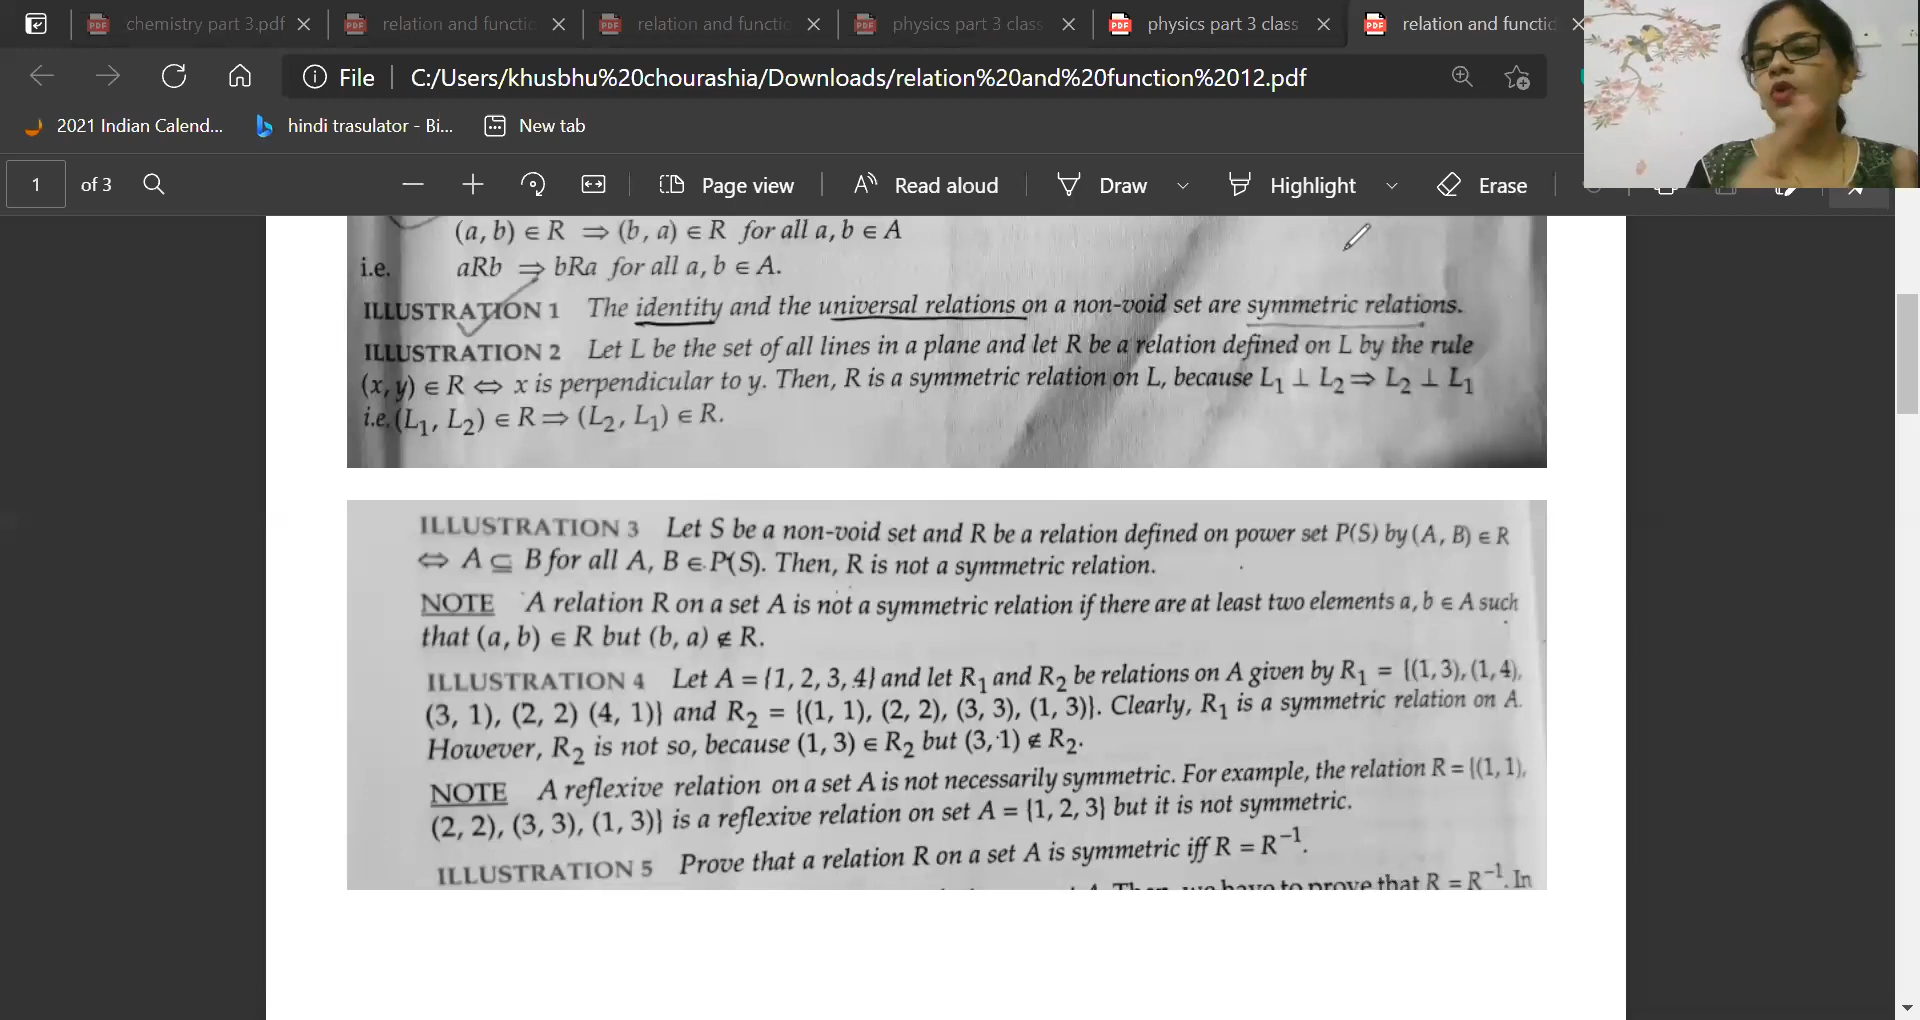 chemistry part 3.pdf
relation and functio
relation and functio
physics part 3 class
physics part 3 class
relation and functio
File
C:/Users/khusbhu%20chourashia/Downloads/relation%20and%20function%2012.pdf
2021 Indian Calend...
hindi trasulator - Bi...
New tab
1
of 3
Page view
Read aloud
Draw
Highlight
Erase
(a, b) ∈ R ⇒ (b, a) ∈ R for all a, b ∈ A
i.e. aRb ⇒ bRa for all a, b ∈ A.
ILLUSTRATION 1 The identity and the universal relations on a non-void set are symmetric relations.
ILLUSTRATION 2 Let L be the set of all lines in a plane and let R be a relation defined on L by the rule
(x, y) ∈ R ⇔ x is perpendicular to y. Then, R is a symmetric relation on L, because L₁ ⊥ L₂ ⇒ L₂ ⊥ L₁
i.e. (L₁, L₂) ∈ R ⇒ (L₂, L₁) ∈ R.
ILLUSTRATION 3 Let S be a non-void set and R be a relation defined on power set P(S) by (A, B) ∈ R
⇔ A ⊆ B for all A, B ∈ P(S). Then, R is not a symmetric relation.
NOTE A relation R on a set A is not a symmetric relation if there are at least two elements a, b ∈ A such
that (a, b) ∈ R but (b, a) ∉ R.
ILLUSTRATION 4 Let A = {1, 2, 3, 4} and let R₁ and R₂ be relations on A given by R₁ = {(1, 3), (1, 4),
(3, 1), (2, 2) (4, 1)} and R₂ = {(1, 1), (2, 2), (3, 3), (1, 3)}. Clearly, R₁ is a symmetric relation on A.
However, R₂ is not so, because (1, 3) ∈ R₂ but (3, 1) ∉ R₂.
NOTE A reflexive relation on a set A is not necessarily symmetric. For example, the relation R = {(1, 1),
(2, 2), (3, 3), (1, 3)} is a reflexive relation on set A = {1, 2, 3} but it is not symmetric.
ILLUSTRATION 5 Prove that a relation R on a set A is symmetric iff R = R⁻¹.
to prove that R = R⁻¹. In